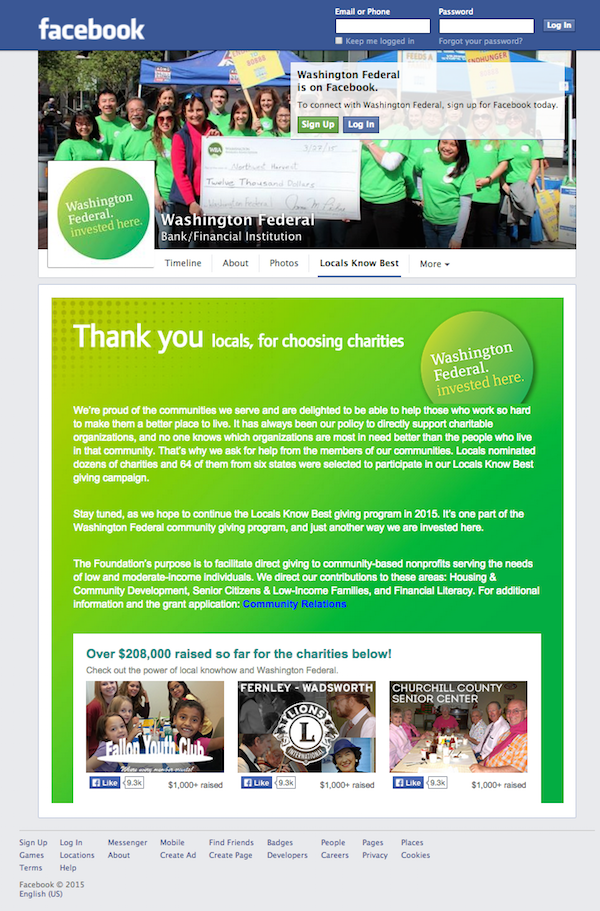 facebook
Email or Phone
Password
Log In
Keep me logged in
Forgot your password?
Washington Federal
is on Facebook.
To connect with Washington Federal, sign up for Facebook today.
Sign Up
Log In
3/27/15
Northwest Harvest
Twelve Thousand Dollars
Washington Federal
Washington
Federal.
invested here.
Washington Federal
Bank/Financial Institution
Timeline
About
Photos
Locals Know Best
More
Thank you locals, for choosing charities
Washington
Federal.
invested here.
We're proud of the communities we serve and are delighted to be able to help those who work so hard
to make them a better place to live. It has always been our policy to directly support charitable
organizations, and no one knows which organizations are most in need better than the people who live
in that community. That's why we ask for help from the members of our communities. Locals nominated
dozens of charities and 64 of them from six states were selected to participate in our Locals Know Best
giving campaign.
Stay tuned, as we hope to continue the Locals Know Best giving program in 2015. It's one part of the
Washington Federal community giving program, and just another way we are invested here.
The Foundation's purpose is to facilitate direct giving to community-based nonprofits serving the needs
of low and moderate-income individuals. We direct our contributions to these areas: Housing &
Community Development, Senior Citizens & Low-Income Families, and Financial Literacy. For additional
information and the grant application: Community Relations
Over $208,000 raised so far for the charities below!
Check out the power of local knowhow and Washington Federal.
Fallon Youth Club
Where every member counts!
Like 9.3k
$1,000+ raised
FERNLEY - WADSWORTH
LIONS
L
INTERNATIONAL
Like 9.3k
$1,000+ raised
CHURCHILL COUNTY
SENIOR CENTER
Like 9.3k
$1,000+ raised
Sign Up Log In Messenger Mobile Find Friends Badges People Pages Places
Games Locations About Create Ad Create Page Developers Careers Privacy Cookies
Terms Help
Facebook © 2015
English (US)